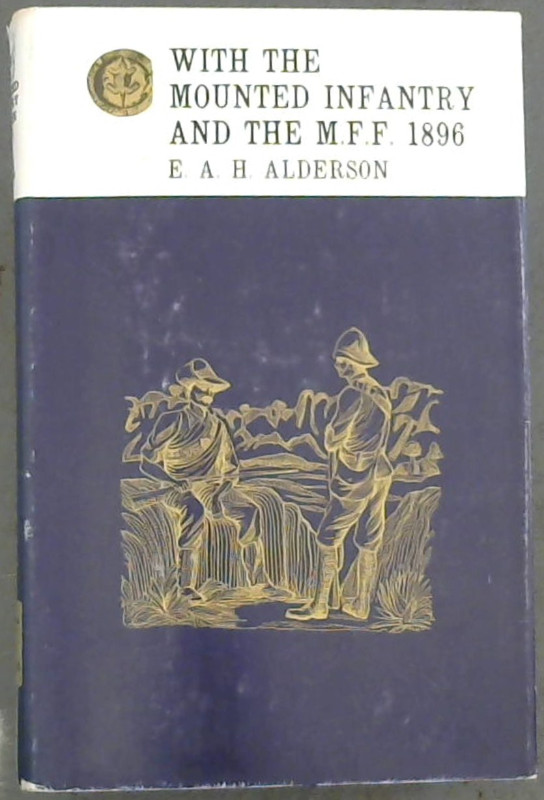 WITH THE
MOUNTED INFANTRY
AND THE M.F.F. 1896
E. A. H. ALDERSON